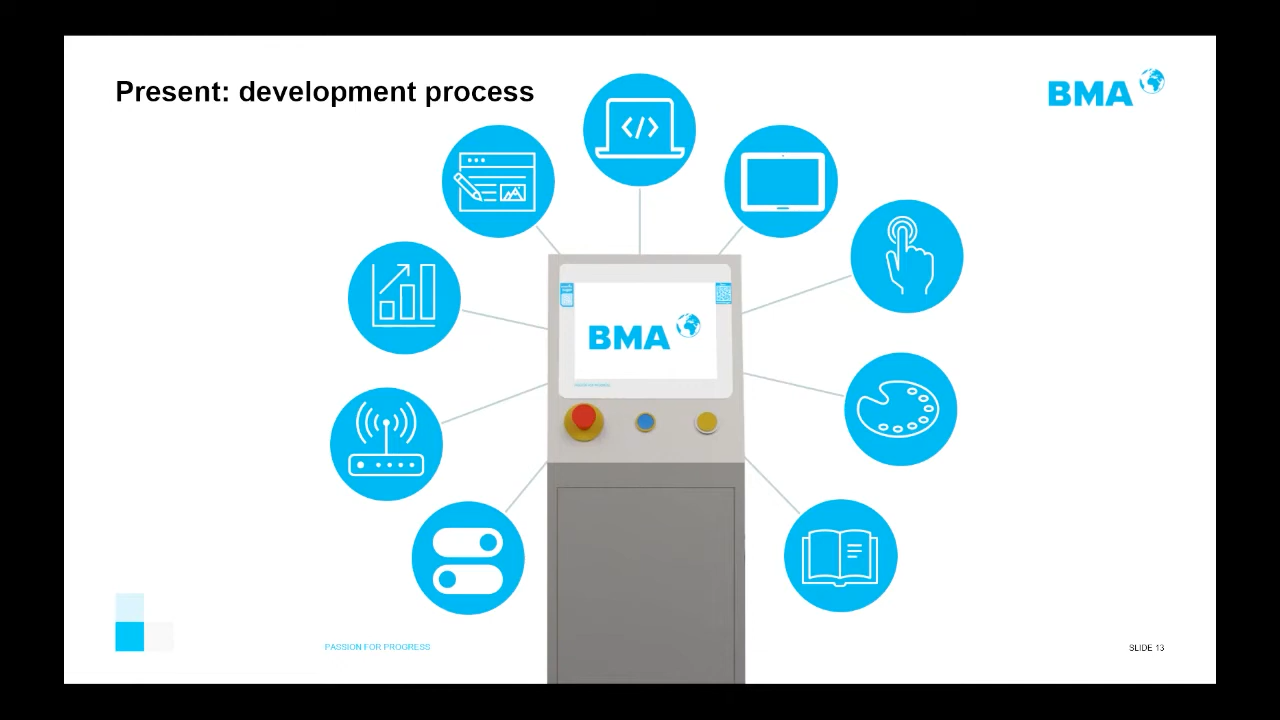 Present: development process
BMA
</>
BMA
PASSION FOR PROGRESS
SLIDE 13